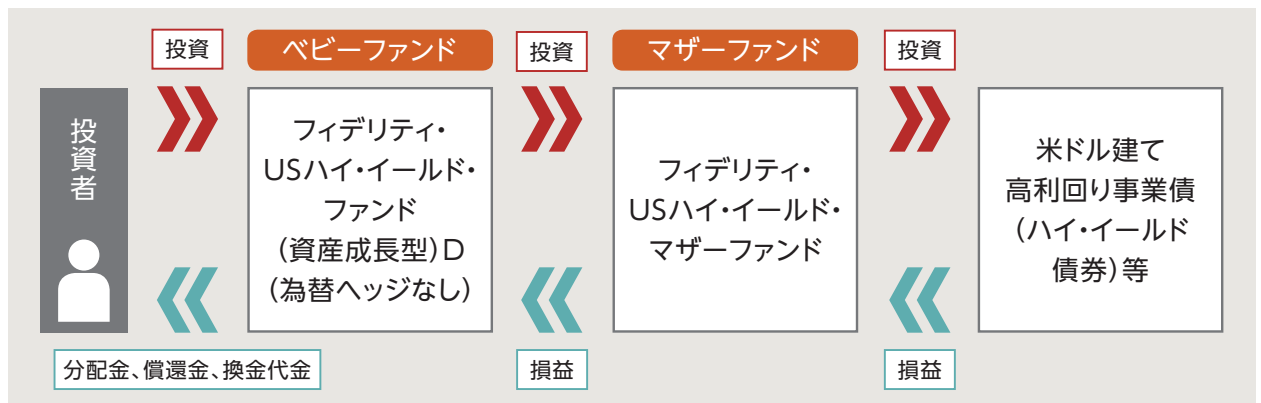 投資
ベビーファンド
投資
マザーファンド
投資
投資者
フィデリティ・
USハイ・イールド・
ファンド
(資産成長型)D
(為替ヘッジなし)
フィデリティ・
USハイ・イールド・
マザーファンド
米ドル建て
高利回り事業債
(ハイ・イールド
債券)等
分配金、償還金、換金代金
損益
損益